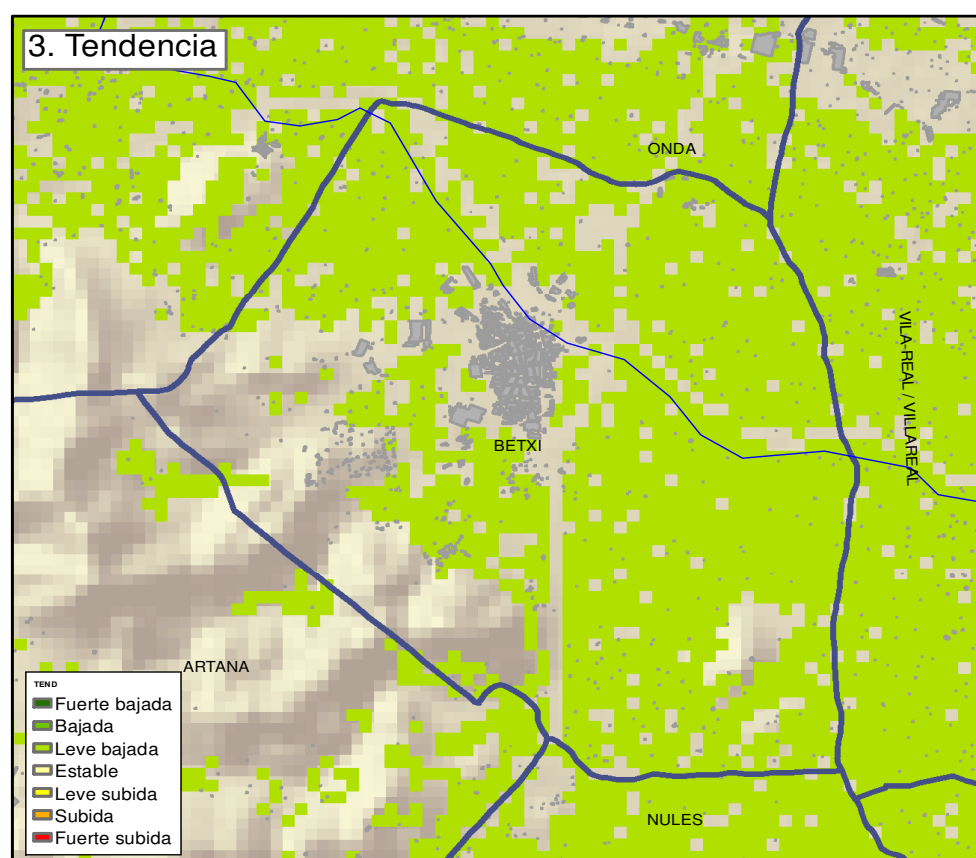 3. Tendencia
ONDA
VILA-REAL / VILLAREAL
BETXI
ARTANA
TEND
Fuerte bajada
Bajada
Leve bajada
Estable
Leve subida
Subida
Fuerte subida
NULES